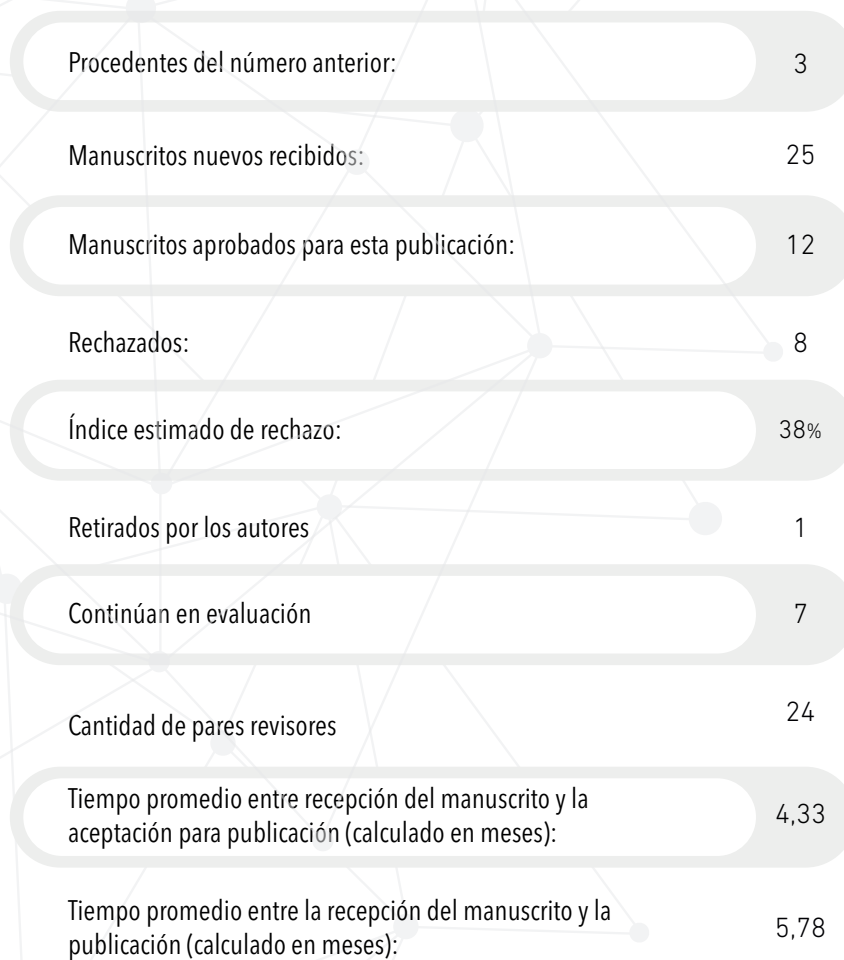 Procedentes del número anterior: 3
Manuscritos nuevos recibidos: 25
Manuscritos aprobados para esta publicación: 12
Rechazados: 8
Índice estimado de rechazo: 38%
Retirados por los autores 1
Continúan en evaluación 7
Cantidad de pares revisores 24
Tiempo promedio entre recepción del manuscrito y la
aceptación para publicación (calculado en meses): 4,33
Tiempo promedio entre la recepción del manuscrito y la
publicación (calculado en meses): 5,78